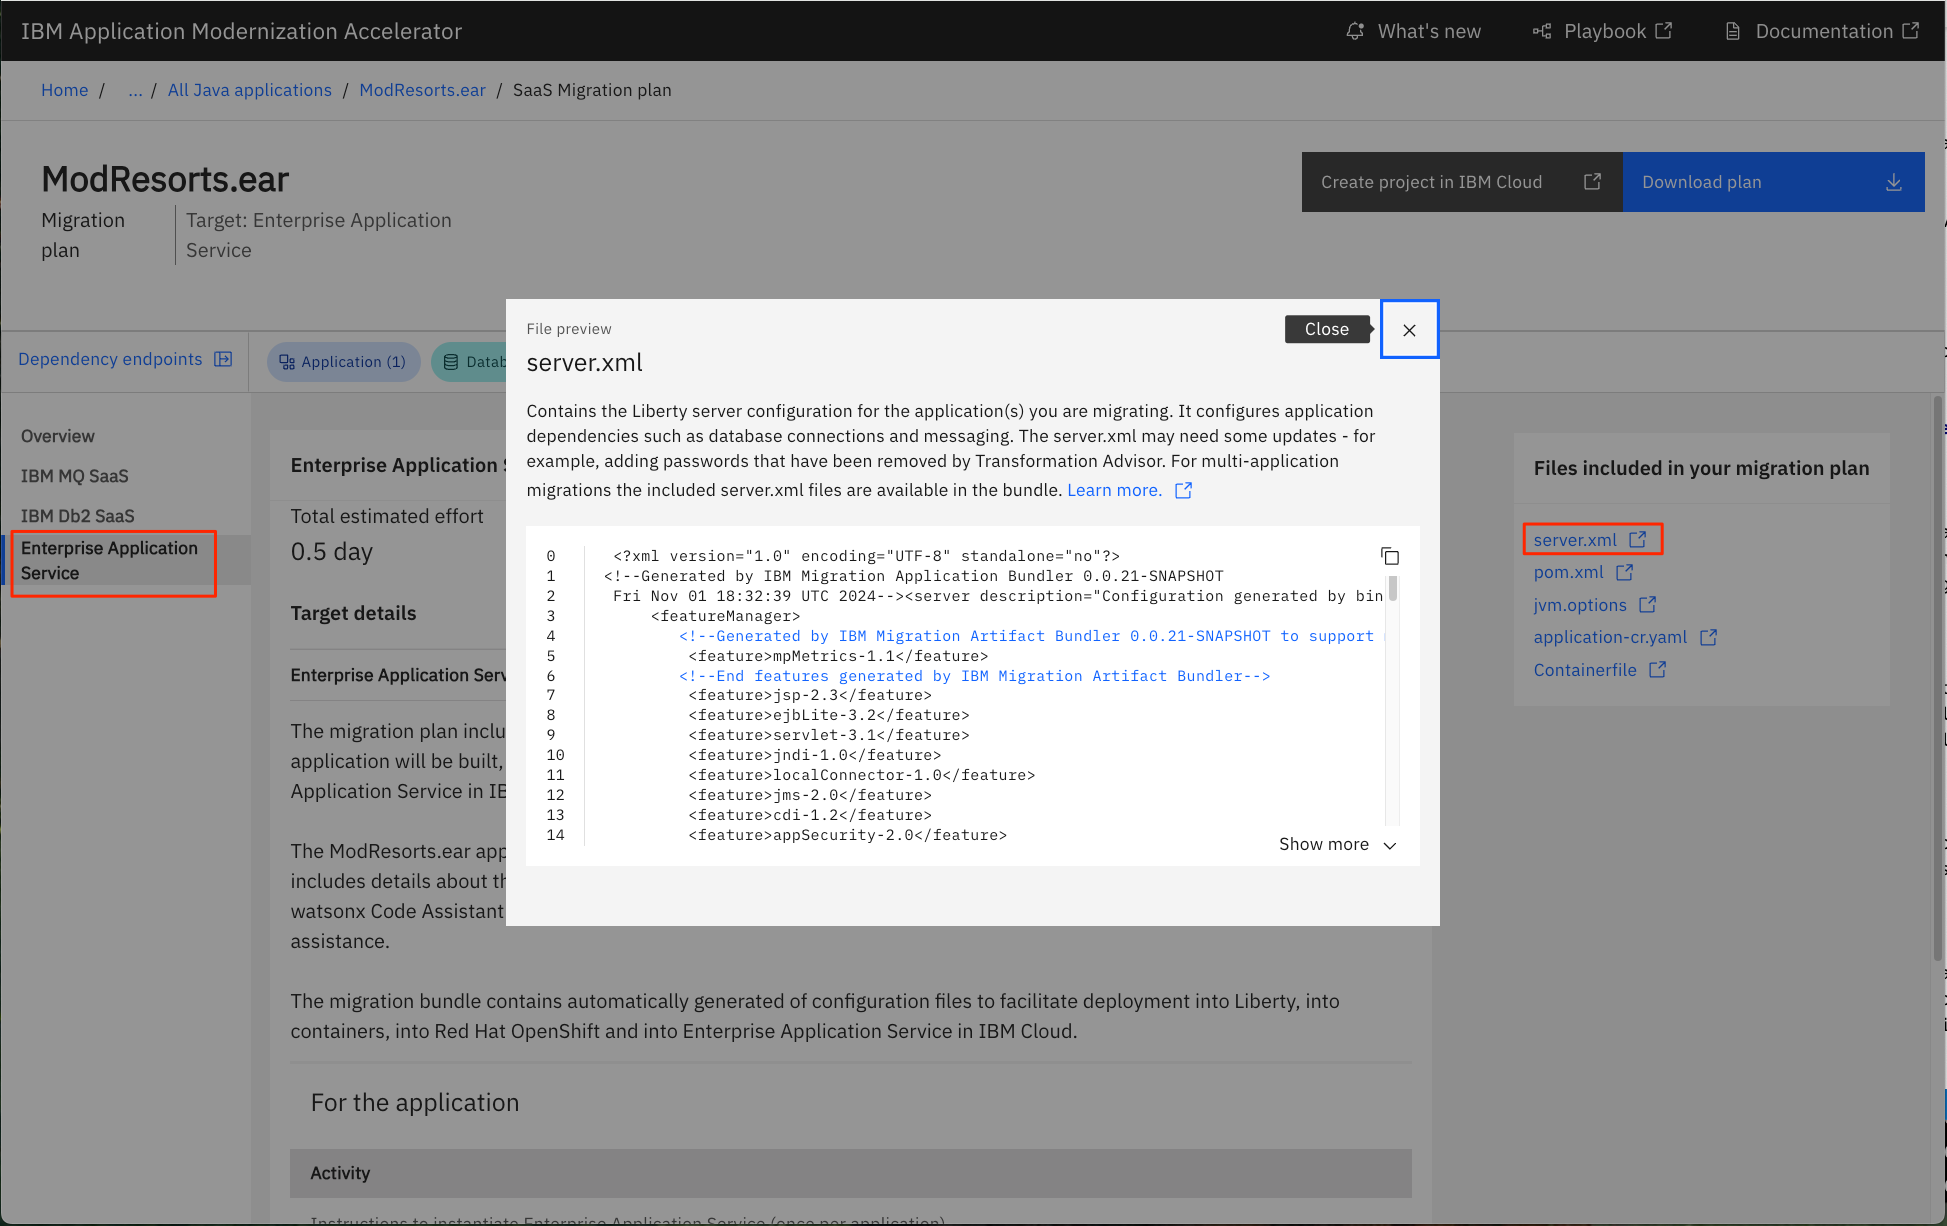 IBM Application Modernization Accelerator
What's new
Playbook
Documentation
Home / ... / All Java applications / ModResorts.ear / SaaS Migration plan
ModResorts.ear
Migration
plan
Target: Enterprise Application
Service
Create project in IBM Cloud
Download plan
Dependency endpoints
Application (1)
Overview
IBM MQ SaaS
IBM Db2 SaaS
Enterprise Application
Service
Enterprise Application
Total estimated effort
0.5 day
Target details
Enterprise Application
The migration plan
application will be built,
Application Service in
The ModResorts.ear
includes details about
watsonx Code Assistant
assistance.
The migration bundle contains automatically generated of configuration files to facilitate deployment into Liberty, into
containers, into Red Hat OpenShift and into Enterprise Application Service in IBM Cloud.
For the application
Activity
Instructions to instantiate Enterprise Application Service (once per application)
File preview
server.xml
Close
Contains the Liberty server configuration for the application(s) you are migrating. It configures application
dependencies such as database connections and messaging. The server.xml may need some updates - for
example, adding passwords that have been removed by Transformation Advisor. For multi-application
migrations the included server.xml files are available in the bundle. Learn more.
0 <?xml version="1.0" encoding="UTF-8" standalone="no"?>
1 <!--Generated by IBM Migration Application Bundler 0.0.21-SNAPSHOT
2 Fri Nov 01 18:32:39 UTC 2024--><server description="Configuration generated by bin
3 <featureManager>
4 <!--Generated by IBM Migration Artifact Bundler 0.0.21-SNAPSHOT to support
5 <feature>mpMetrics-1.1</feature>
6 <!--End features generated by IBM Migration Artifact Bundler-->
7 <feature>jsp-2.3</feature>
8 <feature>ejbLite-3.2</feature>
9 <feature>servlet-3.1</feature>
10 <feature>jndi-1.0</feature>
11 <feature>localConnector-1.0</feature>
12 <feature>jms-2.0</feature>
13 <feature>cdi-1.2</feature>
14 <feature>appSecurity-2.0</feature>
Show more
Files included in your migration plan
server.xml
pom.xml
jvm.options
application-cr.yaml
Containerfile